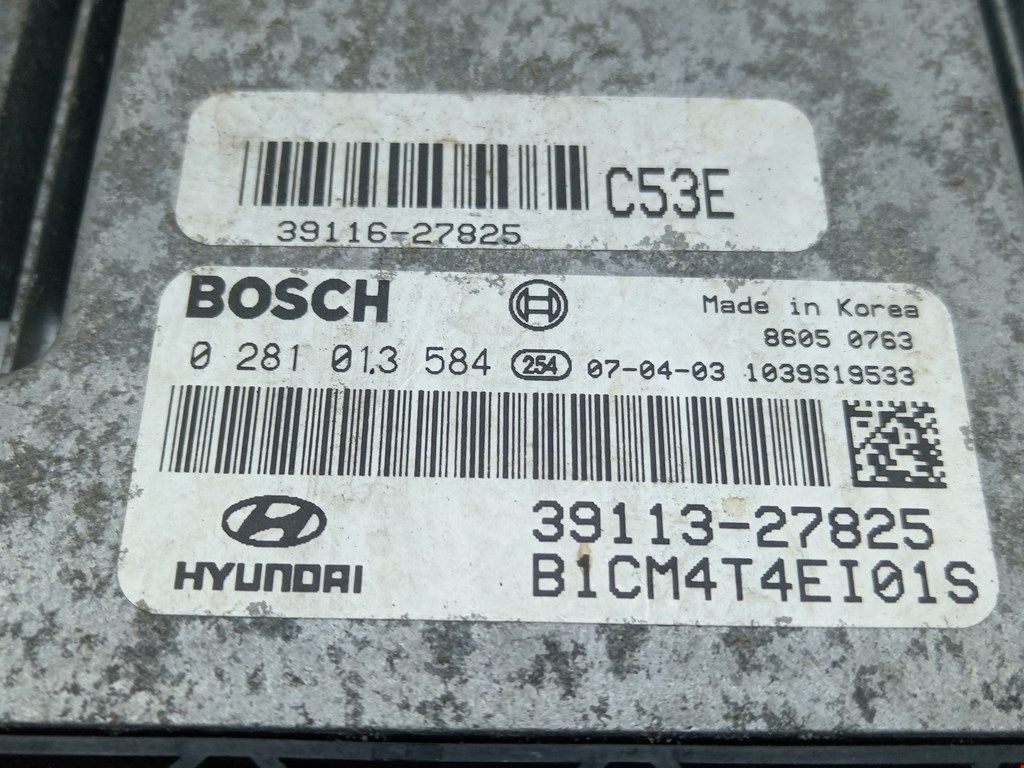 C53E
39116-27825
BOSCH
Made in Korea
8605 0763
0 281 013 584 254 07-04-03 1039S19533
39113-27825
HYUNDAI
B1CM4T4EI01S